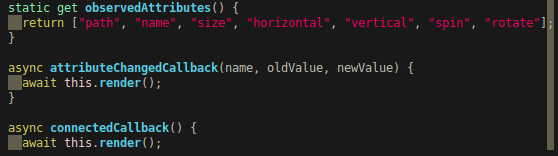 static get observedAttributes() {
  return ["path", "name", "size", "horizontal", "vertical", "spin", "rotate"];
}

async attributeChangedCallback(name, oldValue, newValue) {
  await this.render();
}

async connectedCallback() {
  await this.render();